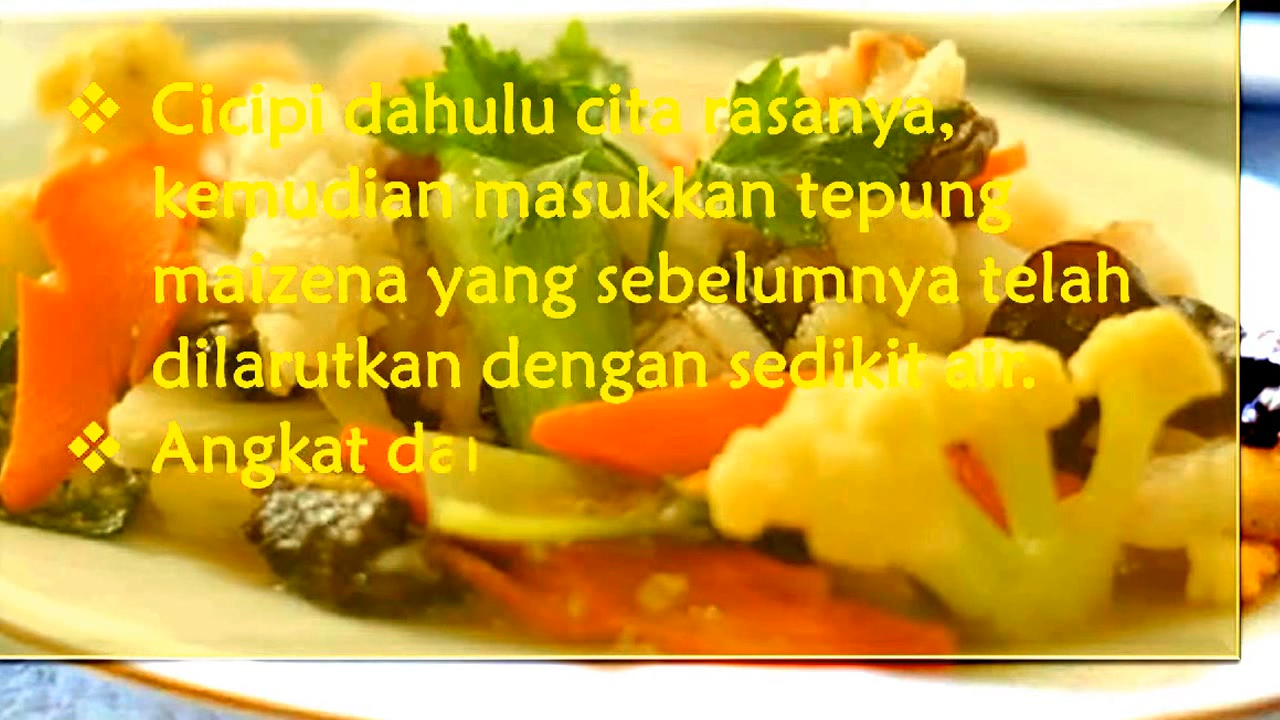 ❖ Cicipi dahulu cita rasanya,
kemudian masukkan tepung
maizena yang sebelumnya telah
dilarutkan dengan sedikit air.
❖ Angkat